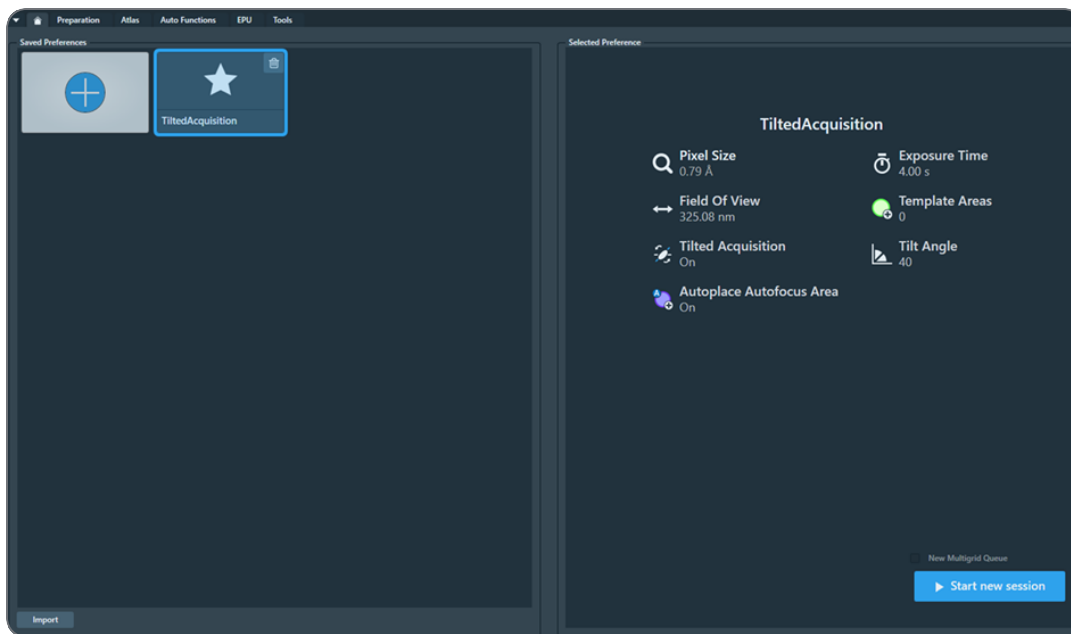 Preparation
Atlas
Auto Functions
EPU
Tools
Saved Preferences
TiltedAcquisition
Import
Selected Preference
TiltedAcquisition
Pixel Size
0.79 Å
Exposure Time
4.00 s
Field Of View
325.08 nm
Template Areas
0
Tilted Acquisition
On
Tilt Angle
40
A
Autoplace Autofocus Area
On
New Multigrid Queue
Start new session